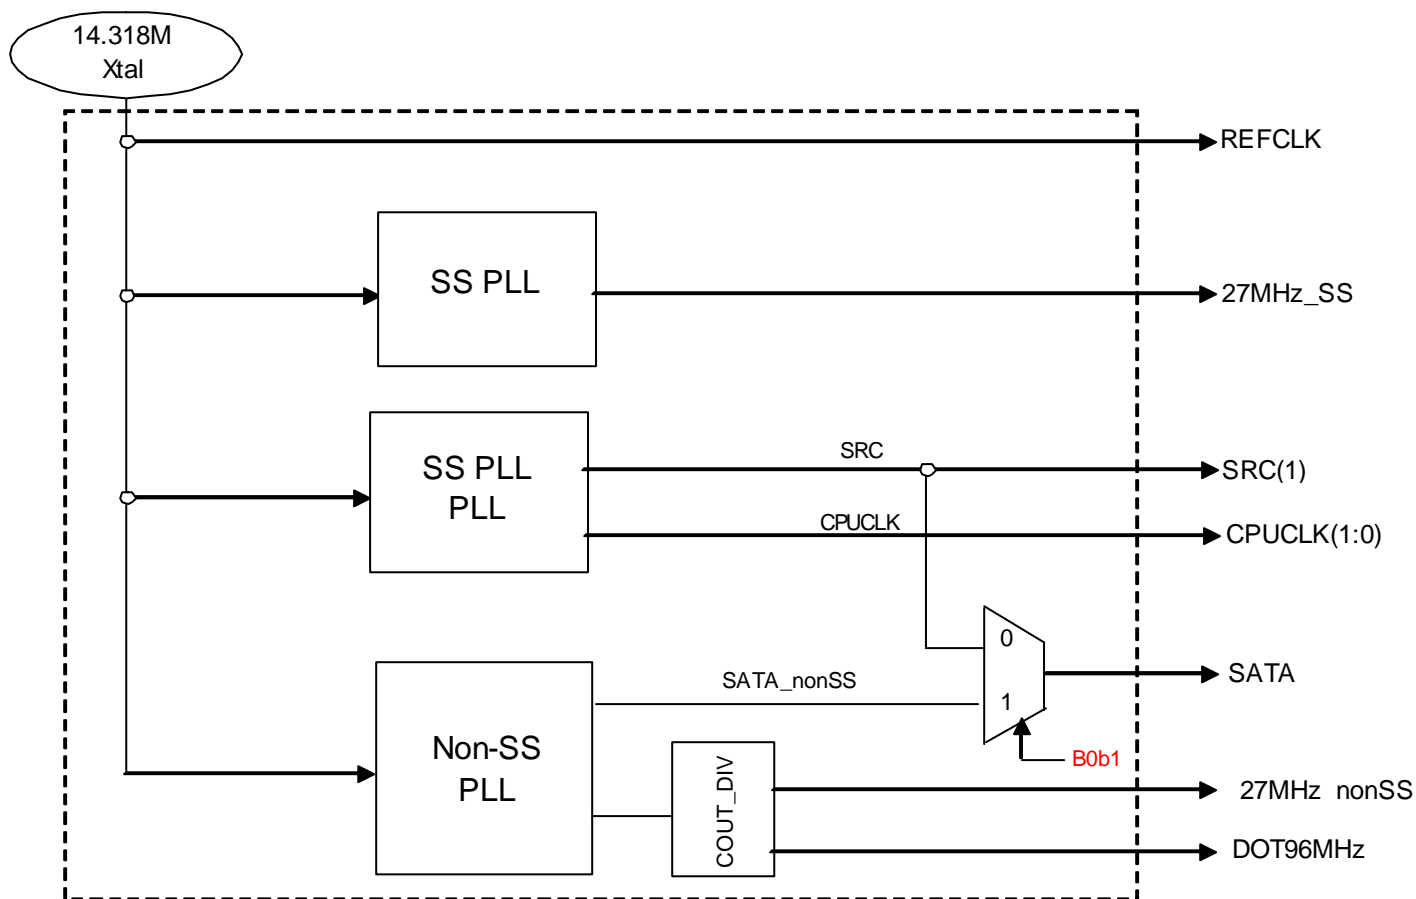 14.318M
Xtal
REFCLK
SS PLL
27MHz_SS
SS PLL
PLL
SRC
SRC(1)
CPUCLK
CPUCLK(1:0)
0
SATA_nonSS
1
SATA
Non-SS
PLL
COUT_DIV
B0b1
27MHz nonSS
DOT96MHz